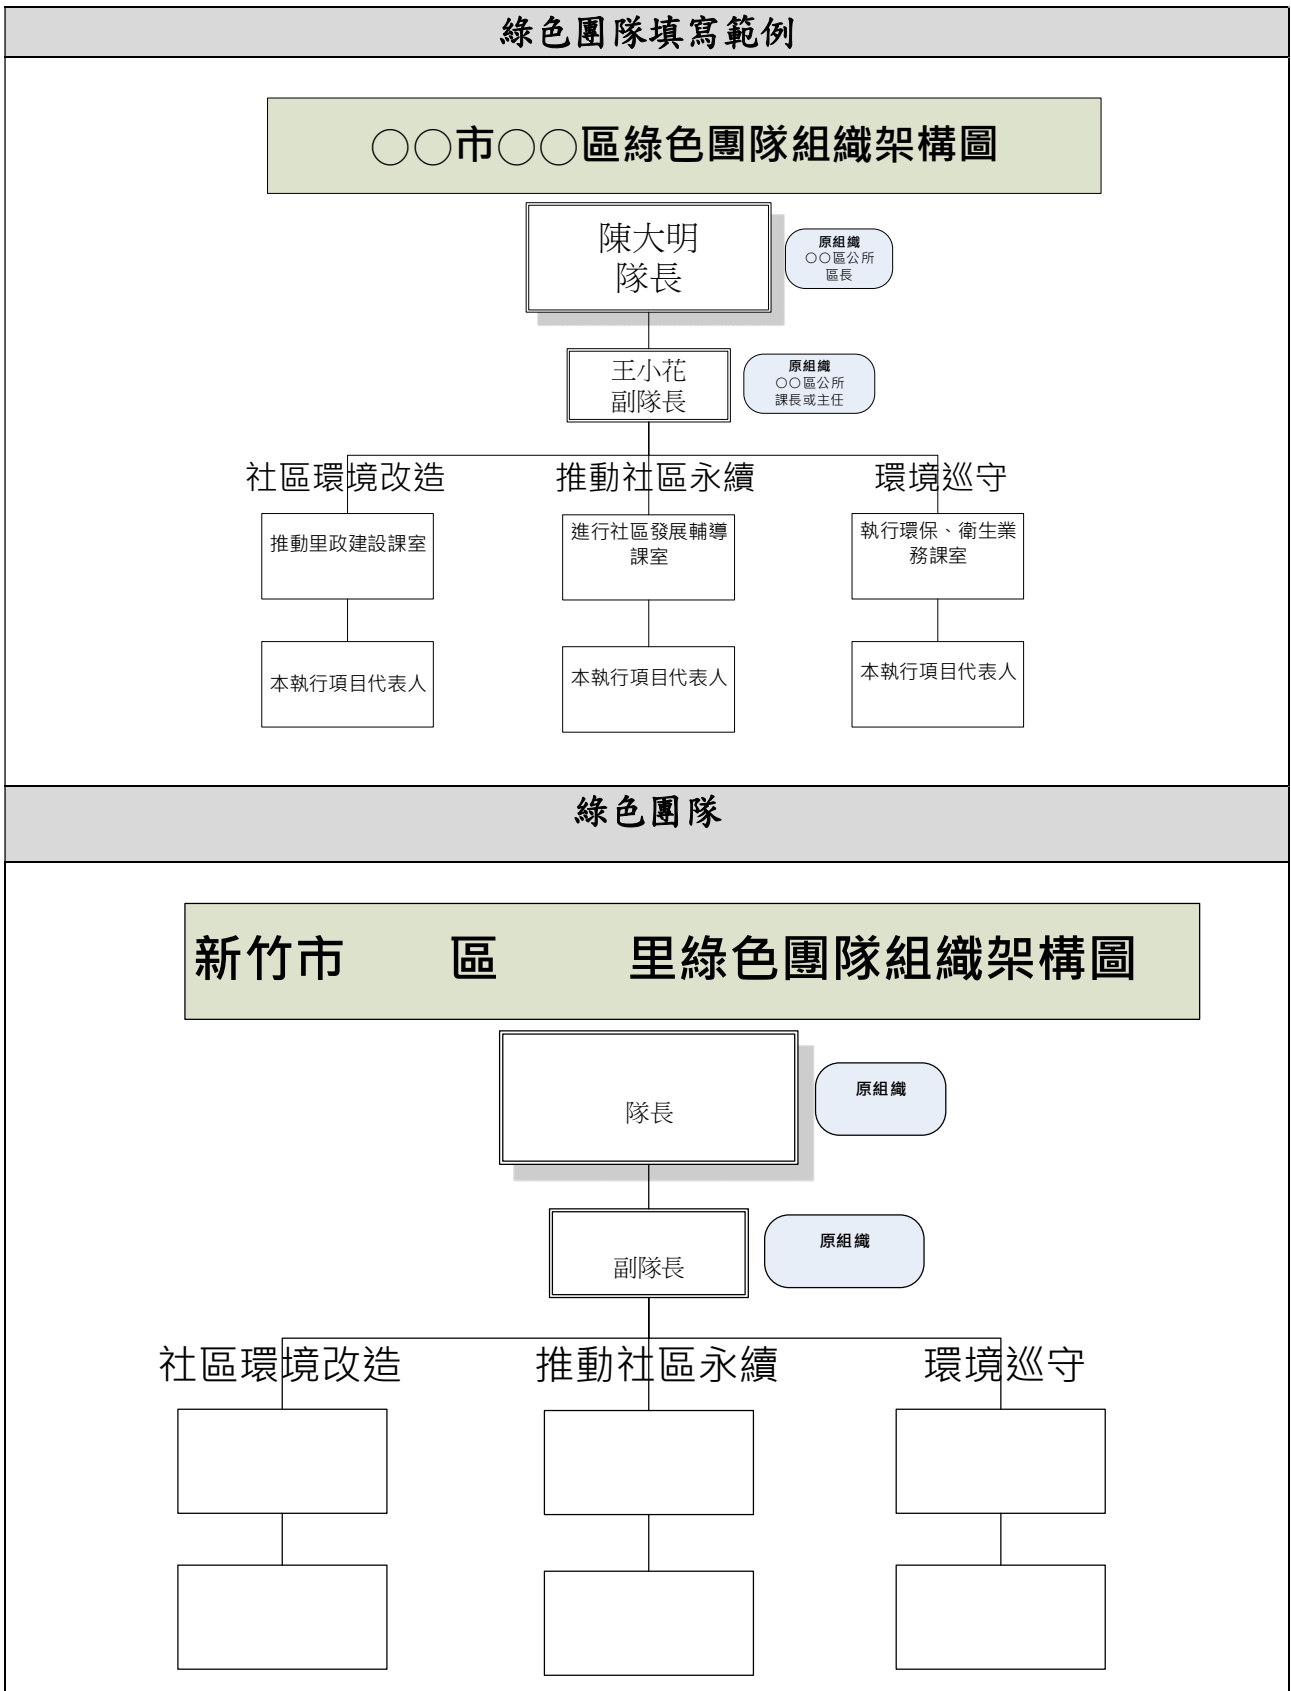 綠色團隊填寫範例
○○市○○區綠色團隊組織架構圖
陳大明
隊長
原組織
○○區公所
區長
王小花
副隊長
原組織
○○區公所
課長或主任
社區環境改造
推動社區永續
環境巡守
推動里政建設課室
進行社區發展輔導
課室
執行環保、衛生業
務課室
本執行項目代表人
本執行項目代表人
本執行項目代表人
綠色團隊
新竹市 區 里綠色團隊組織架構圖
隊長
原組織
副隊長
原組織
社區環境改造
推動社區永續
環境巡守